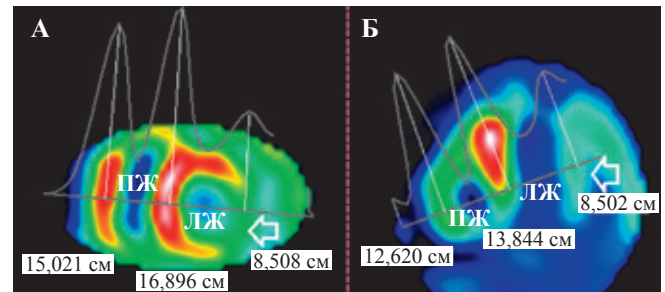 А
ПЖ
ЛЖ
15,021 см
16,896 см
8,508 см
Б
ПЖ
ЛЖ
12,620 см
13,844 см
8,502 см